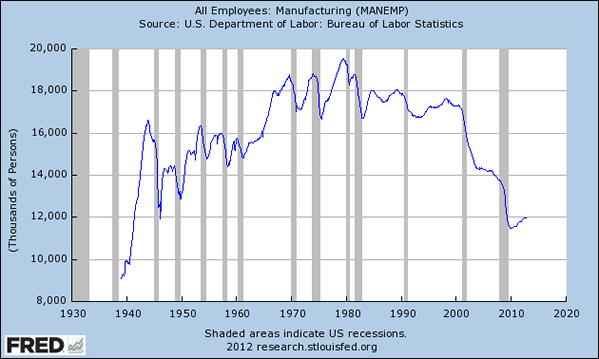 All Employees: Manufacturing (MANEMP)
Source: U.S. Department of Labor: Bureau of Labor Statistics
20,000
18,000
16,000
14,000
12,000
10,000
8,000
(Thousands of Persons)
1930 1940 1950 1960 1970 1980 1990 2000 2010 2020
Shaded areas indicate US recessions.
2012 research.stlouisfed.org
FRED